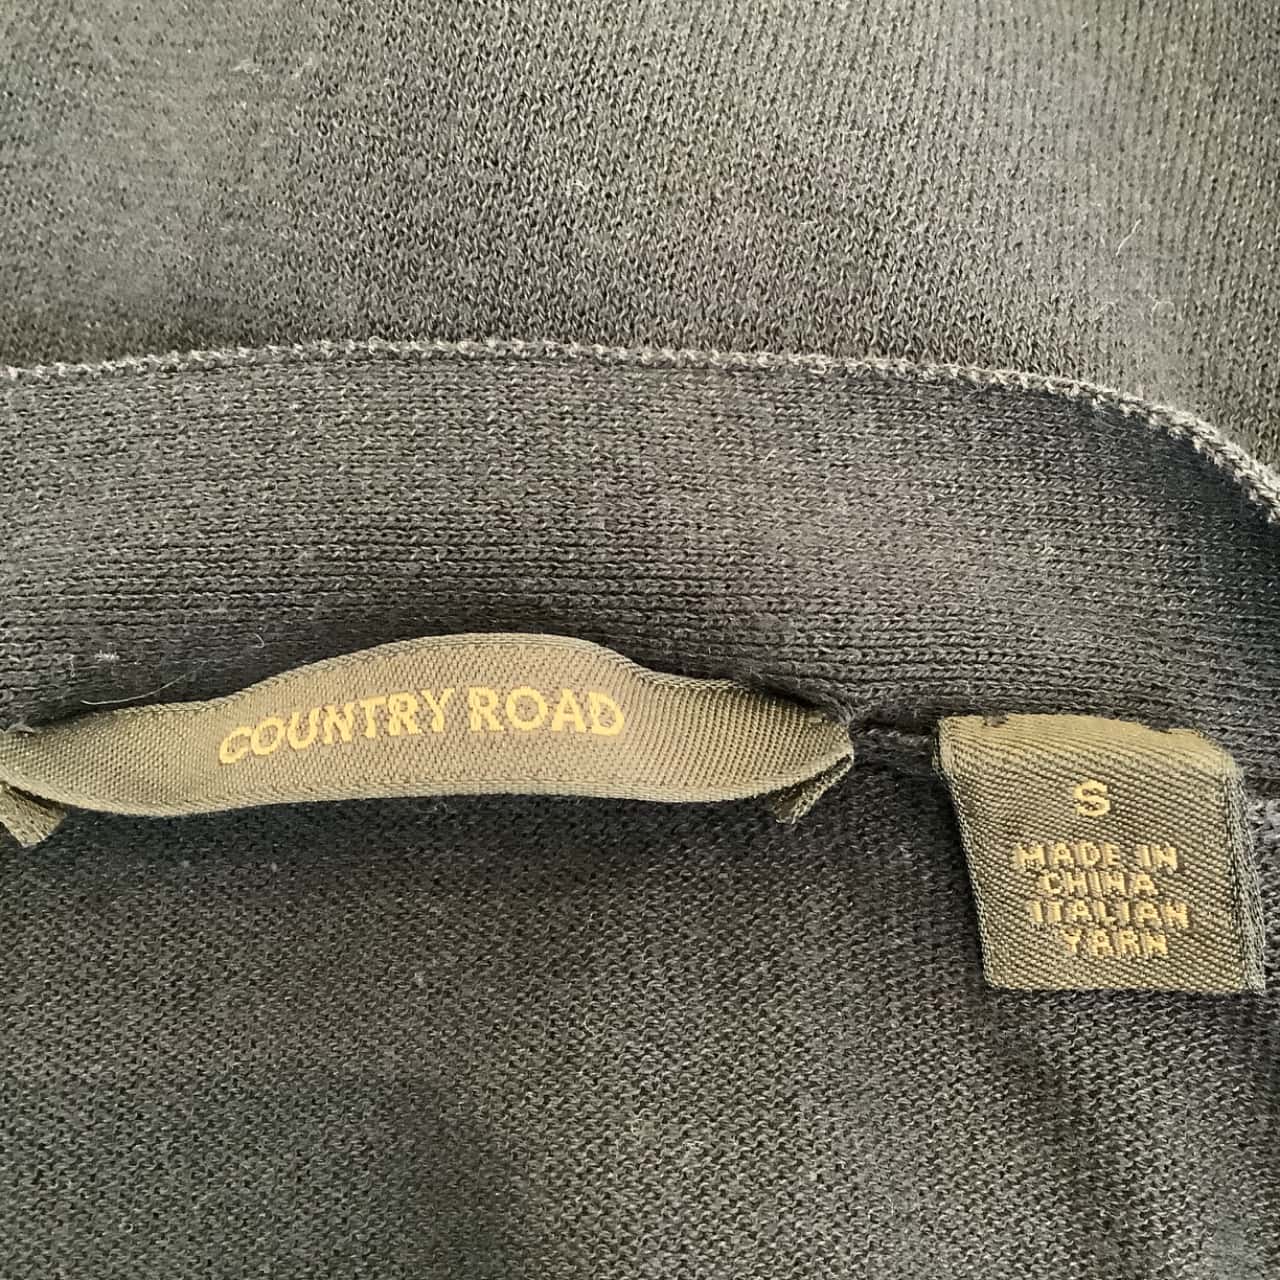 COUNTRY ROAD
S
MADE IN
CHINA
ITALIAN
YARN